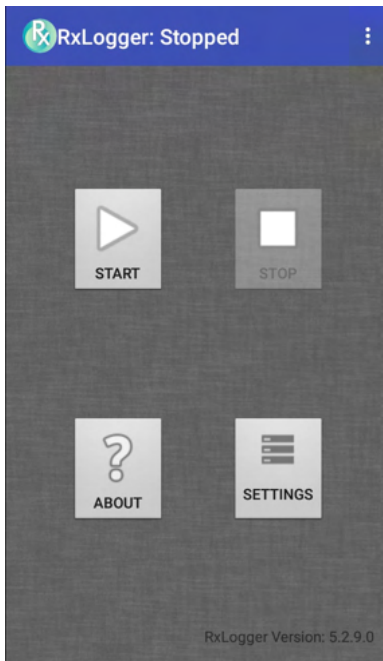 Rx RxLogger: Stopped
START STOP
ABOUT SETTINGS
RxLogger Version: 5.2.9.0